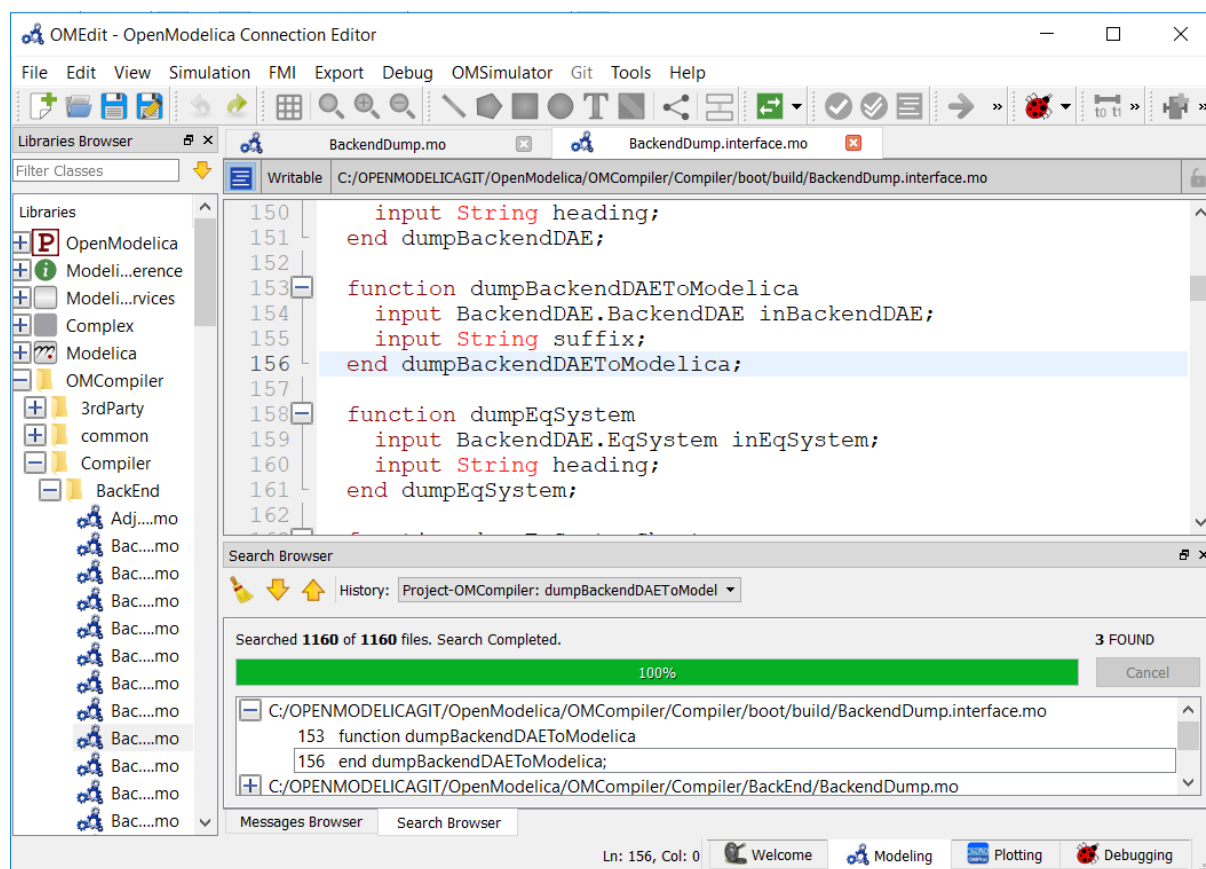 OMEdit - OpenModelica Connection Editor
File Edit View Simulation FMI Export Debug OMSimulator Git Tools Help
T to t1 » »
Libraries Browser
BackendDump.mo BackendDump.interface.mo
Filter Classes
Writable C:/OPENMODELICAGIT/OpenModelica/OMCompiler/Compiler/boot/build/BackendDump.interface.mo
Libraries
P OpenModelica
i Modeli...erence
Modeli...rvices
Complex
Modelica
OMCompiler
3rdParty
common
Compiler
BackEnd
Adj....mo
Bac....mo
Bac....mo
Bac....mo
Bac....mo
Bac....mo
Bac....mo
Bac....mo
Bac....mo
Bac....mo
Bac....mo
Bac....mo
150 input String heading;
151 end dumpBackendDAE;
152
153 function dumpBackendDAEToModelica
154 input BackendDAE.BackendDAE inBackendDAE;
155 input String suffix;
156 end dumpBackendDAEToModelica;
157
158 function dumpEqSystem
159 input BackendDAE.EqSystem inEqSystem;
160 input String heading;
161 end dumpEqSystem;
162
Search Browser
History: Project-OMCompiler: dumpBackendDAEToModel
Searched 1160 of 1160 files. Search Completed. 3 FOUND
100% Cancel
C:/OPENMODELICAGIT/OpenModelica/OMCompiler/Compiler/boot/build/BackendDump.interface.mo
153 function dumpBackendDAEToModelica
156 end dumpBackendDAEToModelica;
C:/OPENMODELICAGIT/OpenModelica/OMCompiler/Compiler/BackEnd/BackendDump.mo
Messages Browser Search Browser
Ln: 156, Col: 0 Welcome Modeling Plotting Debugging